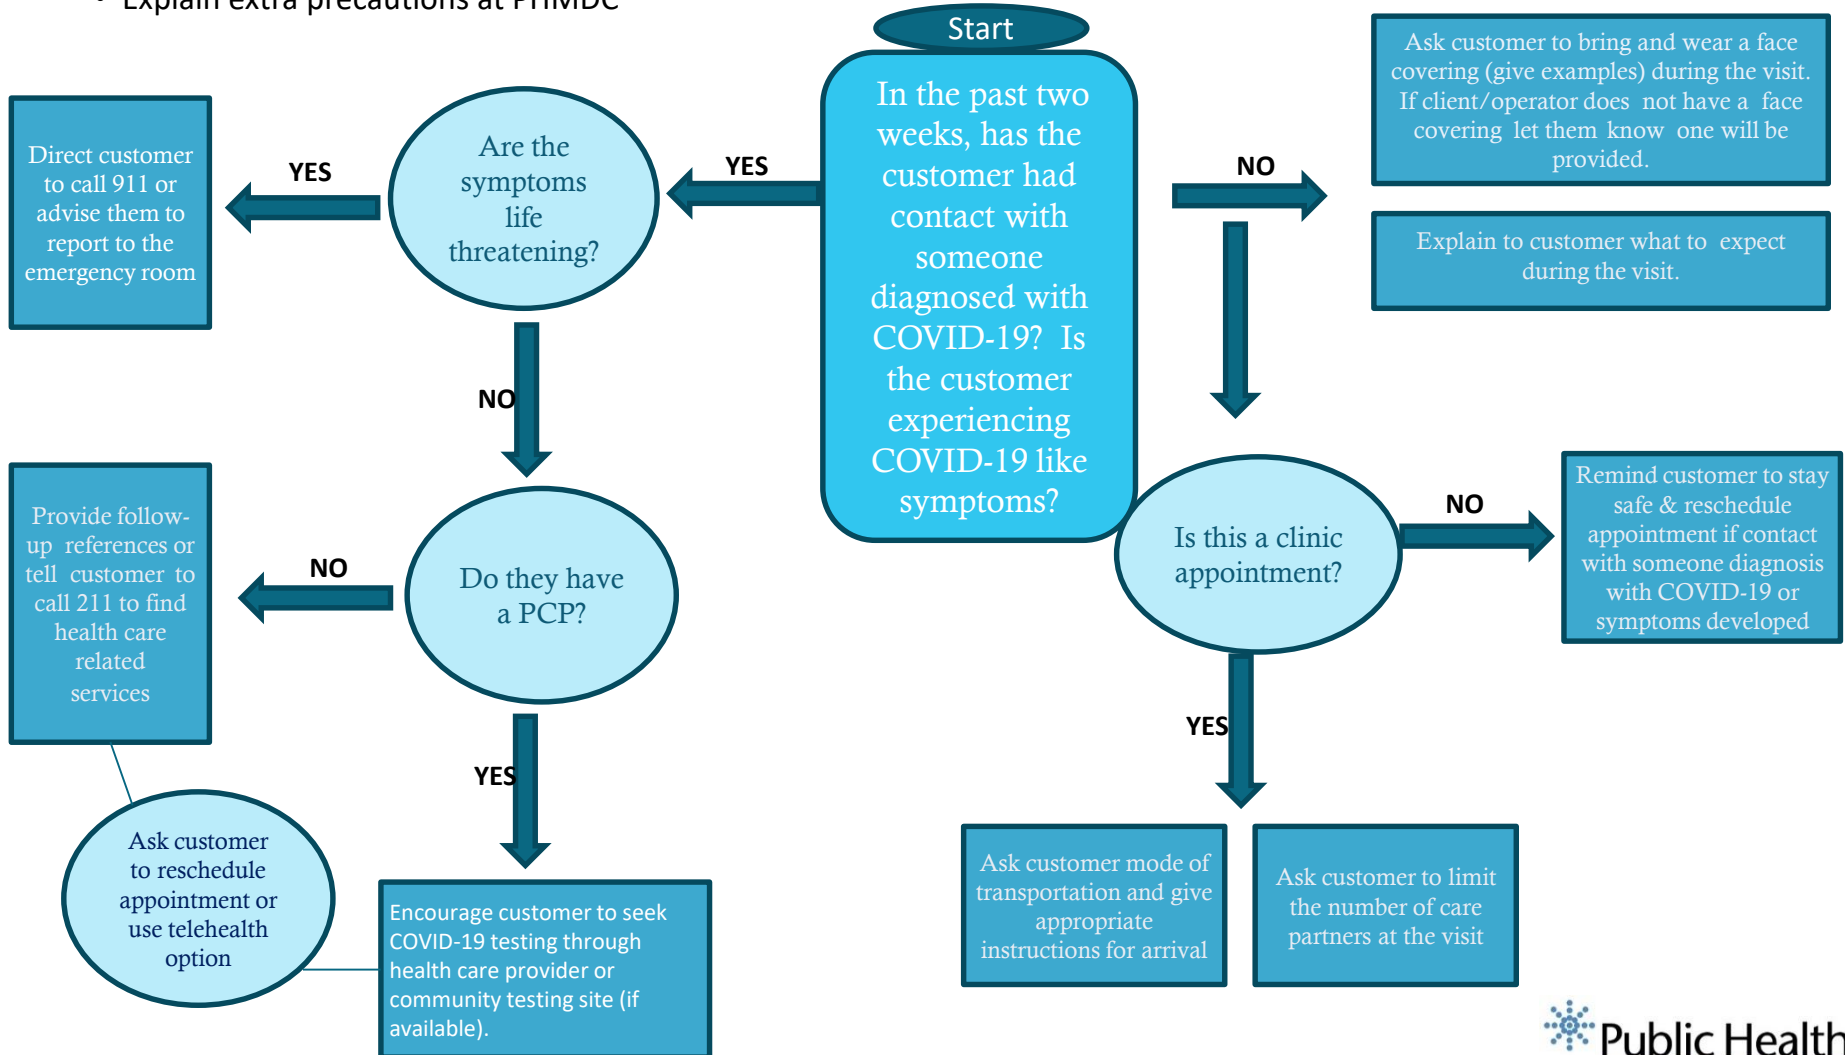 • Explain extra precautions at PHMDC
Start
In the past two
weeks, has the
customer had
contact with
someone
diagnosed with
COVID-19? Is
the customer
experiencing
COVID-19 like
symptoms?
YES
Are the
symptoms
life
threatening?
YES
Direct customer
to call 911 or
advise them to
report to the
emergency room
NO
Do they have
a PCP?
NO
Provide follow-
up references or
tell customer to
call 211 to find
health care
related
services
YES
Ask customer
to reschedule
appointment or
use telehealth
option
Encourage customer to seek
COVID-19 testing through
health care provider or
community testing site (if
available).
NO
Ask customer to bring and wear a face
covering (give examples) during the visit.
If client/operator does not have a face
covering let them know one will be
provided.
Explain to customer what to expect
during the visit.
Is this a clinic
appointment?
NO
Remind customer to stay
safe & reschedule
appointment if contact
with someone diagnosis
with COVID-19 or
symptoms developed
YES
Ask customer mode of
transportation and give
appropriate
instructions for arrival
Ask customer to limit
the number of care
partners at the visit
Public Health